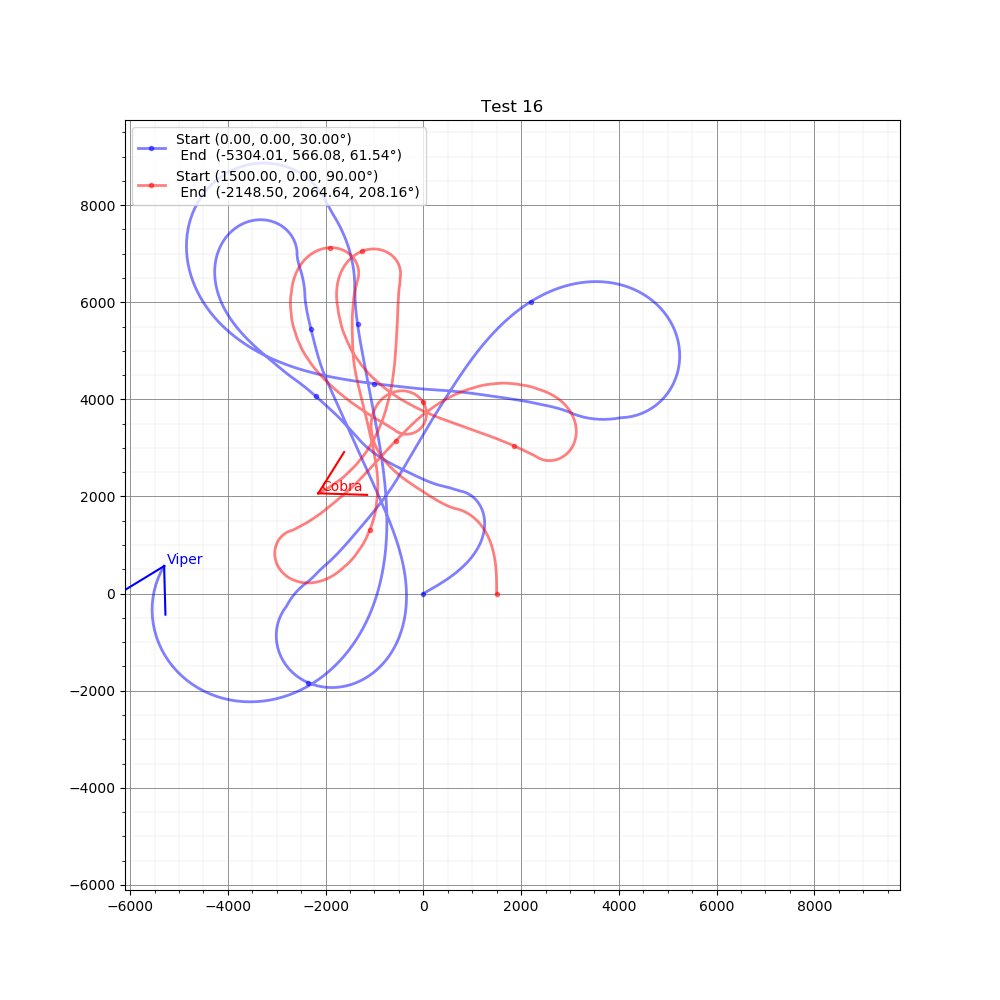 Test 16
Start (0.00, 0.00, 30.00°)
End (-5304.01, 566.08, 61.54°)
Start (1500.00, 0.00, 90.00°)
End (-2148.50, 2064.64, 208.16°)
8000
6000
4000
2000
0
−2000
−4000
−6000
Cobra
Viper
−6000 −4000 −2000 0 2000 4000 6000 8000